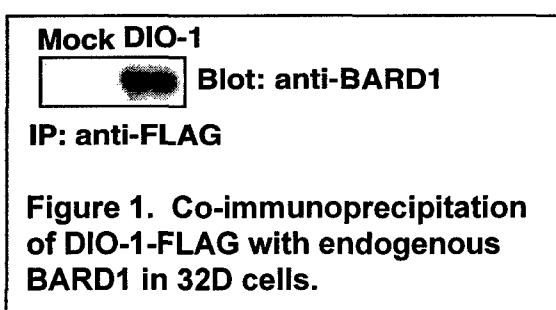 Mock DIO-1
Blot: anti-BARD1
IP: anti-FLAG
Figure 1. Co-immunoprecipitation
of DIO-1-FLAG with endogenous
BARD1 in 32D cells.